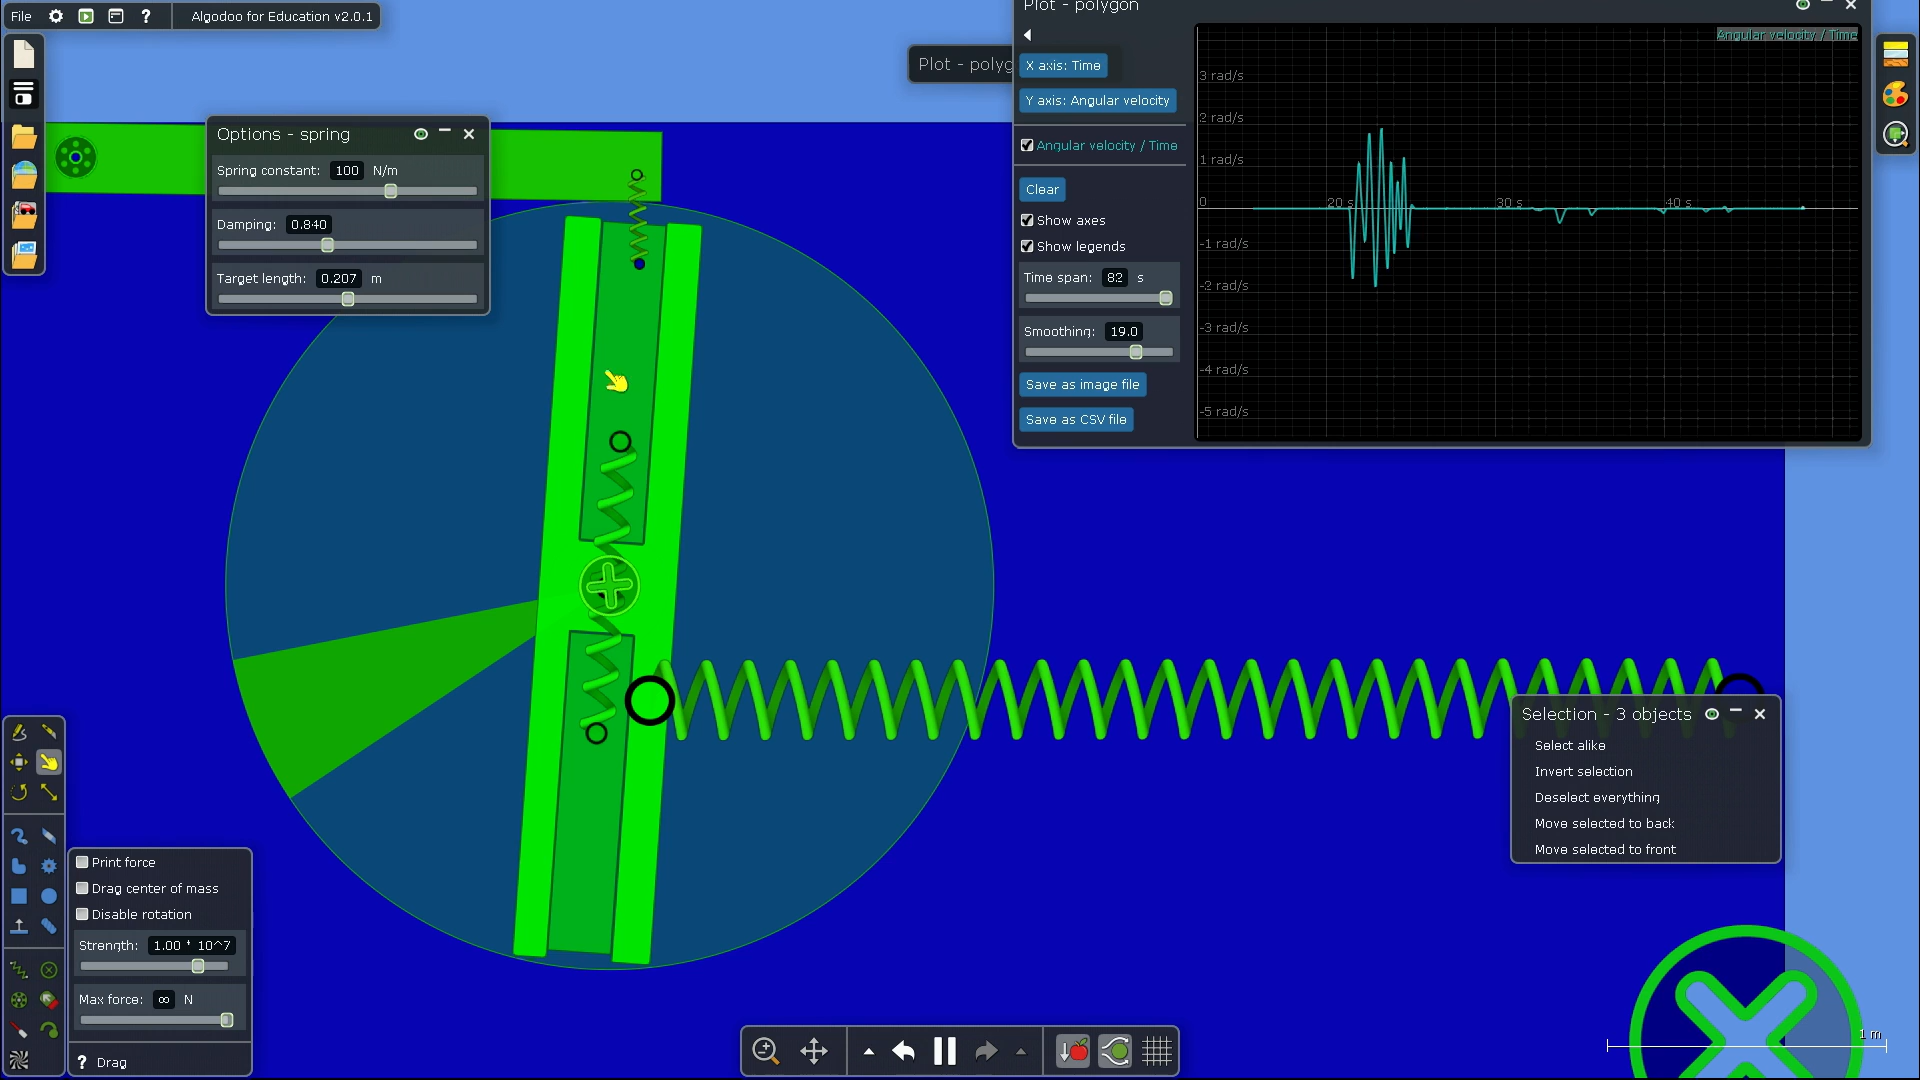 File ? Algodoo for Education v2.0.1
Plot - polygon
Plot - polyg
X axis: Time
Y axis: Angular velocity
Angular velocity / Time
Clear
Show axes
Show legends
Time span: 82 s
Smoothing: 19.0
Save as image file
Save as CSV file
Angular velocity / Time
3 rad/s
2 rad/s
1 rad/s
0 20 s 30 s 40 s
-1 rad/s
-2 rad/s
-3 rad/s
-4 rad/s
-5 rad/s
Options - spring
Spring constant: 100 N/m
Damping: 0.840
Target length: 0.207 m
Selection - 3 objects
Select alike
Invert selection
Deselect everything
Move selected to back
Move selected to front
Print force
Drag center of mass
Disable rotation
Strength: 1.00 * 10^7
Max force: ∞ N
? Drag
1 m